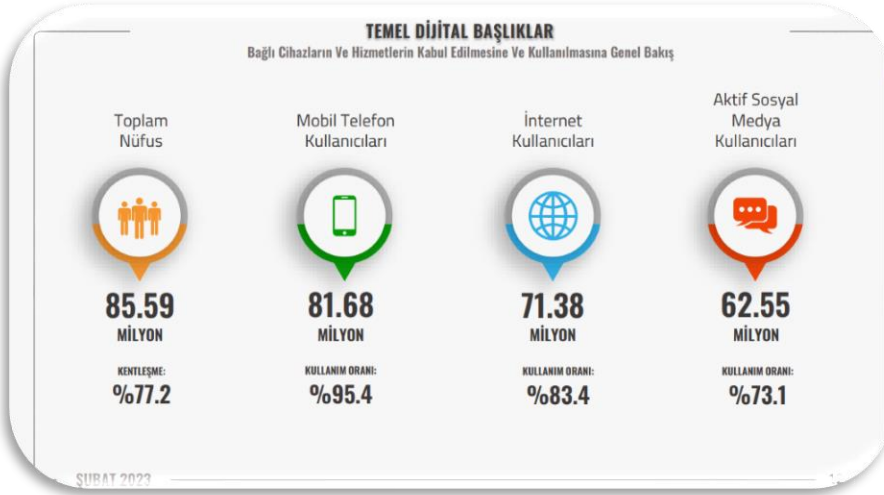 TEMEL DİJİTAL BAŞLIKLAR
Bağlı Cihazların Ve Hizmetlerin Kabul Edilmesine Ve Kullanılmasına Genel Bakış
Toplam
Nüfus
85.59
MİLYON
KENTLEŞME:
%77.2
Mobil Telefon
Kullanıcıları
81.68
MİLYON
KULLANIM ORANI:
%95.4
İnternet
Kullanıcıları
71.38
MİLYON
KULLANIM ORANI:
%83.4
Aktif Sosyal
Medya
Kullanıcıları
62.55
MİLYON
KULLANIM ORANI:
%73.1
ŞUBAT 2023